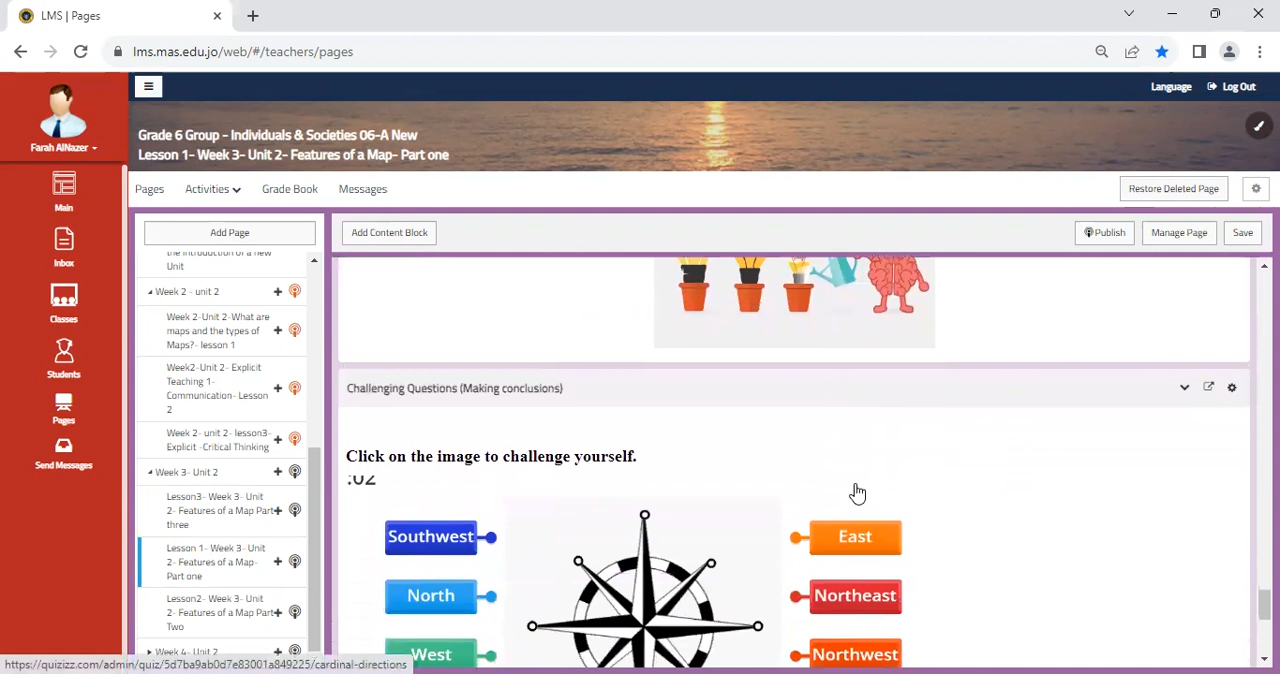 LMS | Pages
lms.mas.edu.jo/web/#/teachers/pages
Language
Log Out
Farah AlNazer
Grade 6 Group - Individuals & Societies 06-A New
Lesson 1- Week 3- Unit 2- Features of a Map- Part one
Pages
Activities
Grade Book
Messages
Restore Deleted Page
Main
Inbox
Classes
Students
Pages
Send Messages
Add Page
Add Content Block
Publish
Manage Page
Save
the introduction of a new
Unit
Week 2 - unit 2
Week 2-Unit 2-What are
maps and the types of
Maps?- lesson 1
Week2-Unit 2- Explicit
Teaching 1-
Communication- Lesson
2
Week 2- unit 2- lesson3-
Explicit -Critical Thinking
Week 3- Unit 2
Lesson3- Week 3- Unit
2- Features of a Map Part
three
Lesson 1- Week 3- Unit
2- Features of a Map-
Part one
Lesson2- Week 3- Unit
2- Features of a Map Part
Two
Week 4- Unit 2
Challenging Questions (Making conclusions)
Click on the image to challenge yourself.
:02
Southwest
East
North
Northeast
West
Northwest
https://quizizz.com/admin/quiz/5d7ba9ab0d7e83001a849225/cardinal-directions